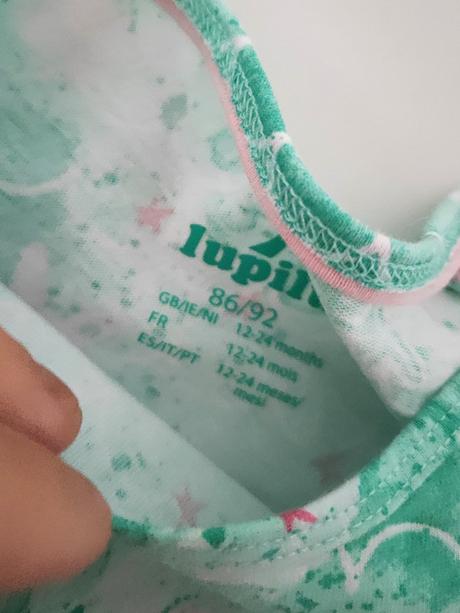 lupilu
86/92
GB/IE/NI 12-24 months
FR 12-24 mois
ES/IT/PT 12-24 meses/
mesi